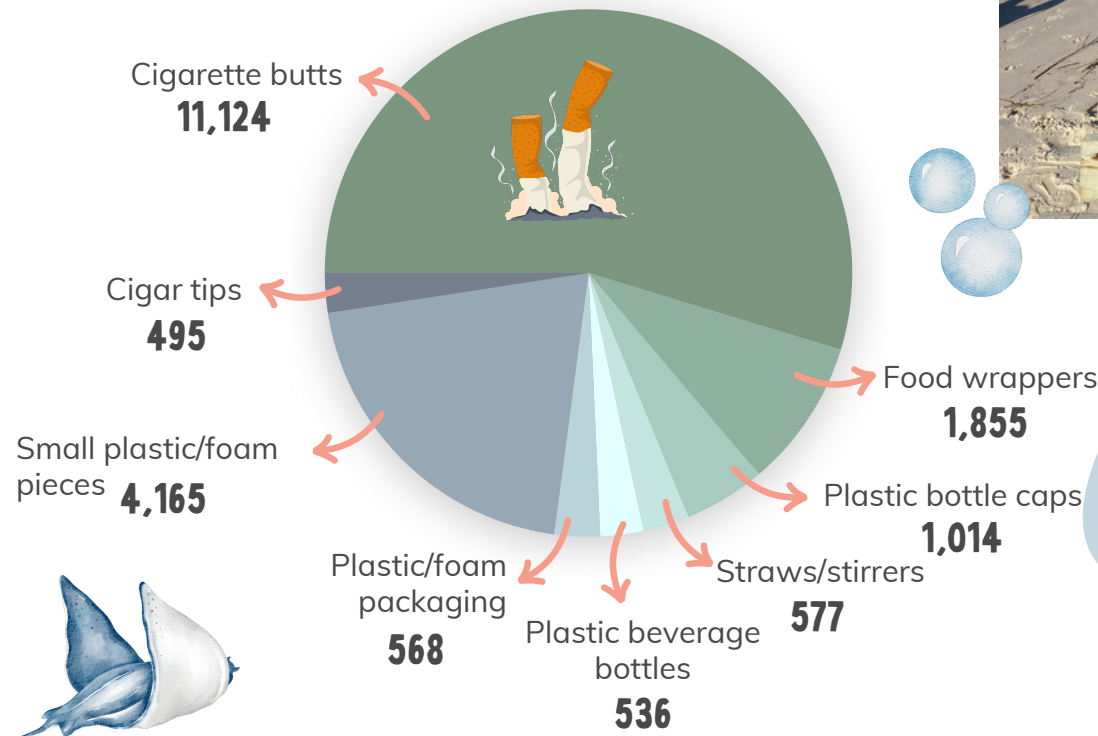 Cigarette butts
11,124
Cigar tips
495
Small plastic/foam
pieces 4,165
Plastic/foam
packaging
568
Plastic beverage
bottles
536
Straws/stirrers
577
Plastic bottle caps
1,014
Food wrappers
1,855